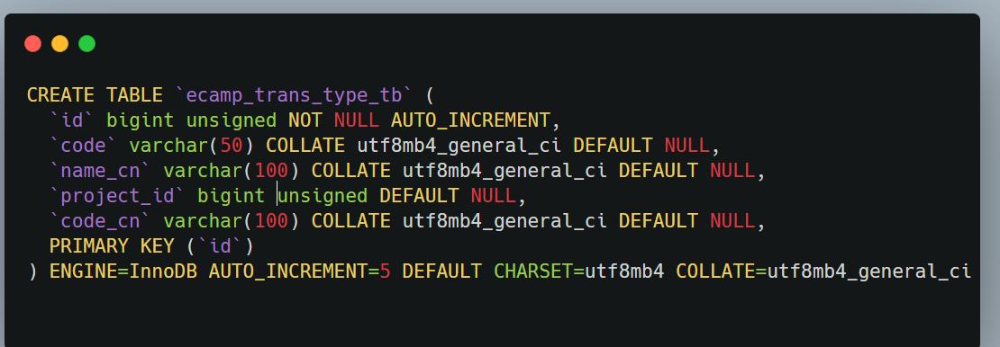 CREATE TABLE `ecamp_trans_type_tb` (
  `id` bigint unsigned NOT NULL AUTO_INCREMENT,
  `code` varchar(50) COLLATE utf8mb4_general_ci DEFAULT NULL,
  `name_cn` varchar(100) COLLATE utf8mb4_general_ci DEFAULT NULL,
  `project_id` bigint unsigned DEFAULT NULL,
  `code_cn` varchar(100) COLLATE utf8mb4_general_ci DEFAULT NULL,
  PRIMARY KEY (`id`)
) ENGINE=InnoDB AUTO_INCREMENT=5 DEFAULT CHARSET=utf8mb4 COLLATE=utf8mb4_general_ci